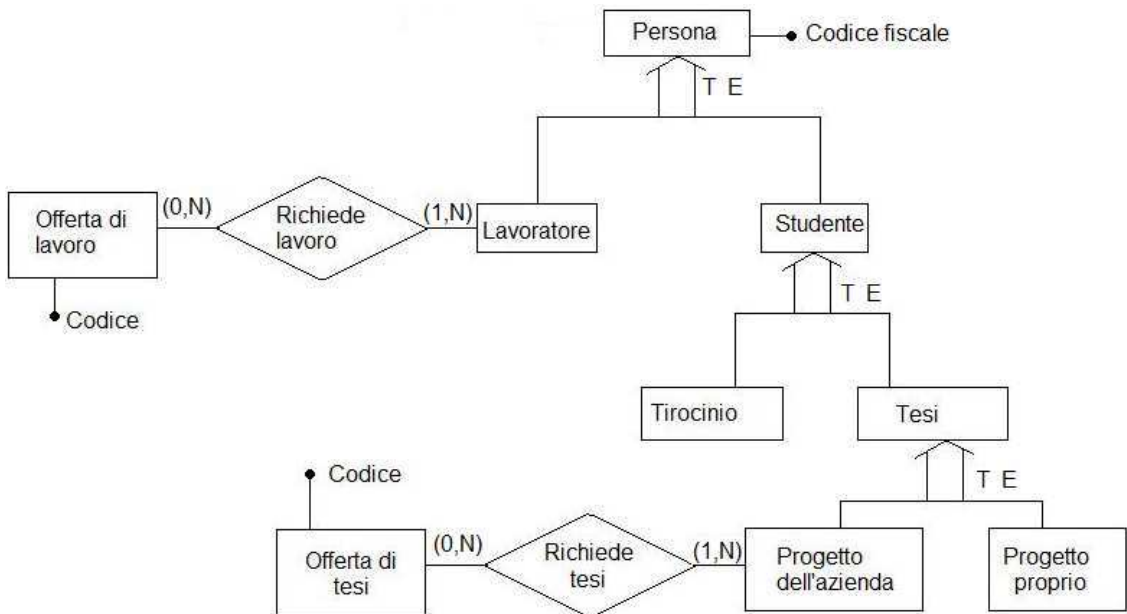 Persona
Codice fiscale
T E
(0,N)
(1,N)
Offerta di
lavoro
Richiede
lavoro
Lavoratore
Studente
Codice
T E
Tirocinio
Tesi
Codice
T E
(0,N)
(1,N)
Offerta di
tesi
Richiede
tesi
Progetto
dell'azienda
Progetto
proprio